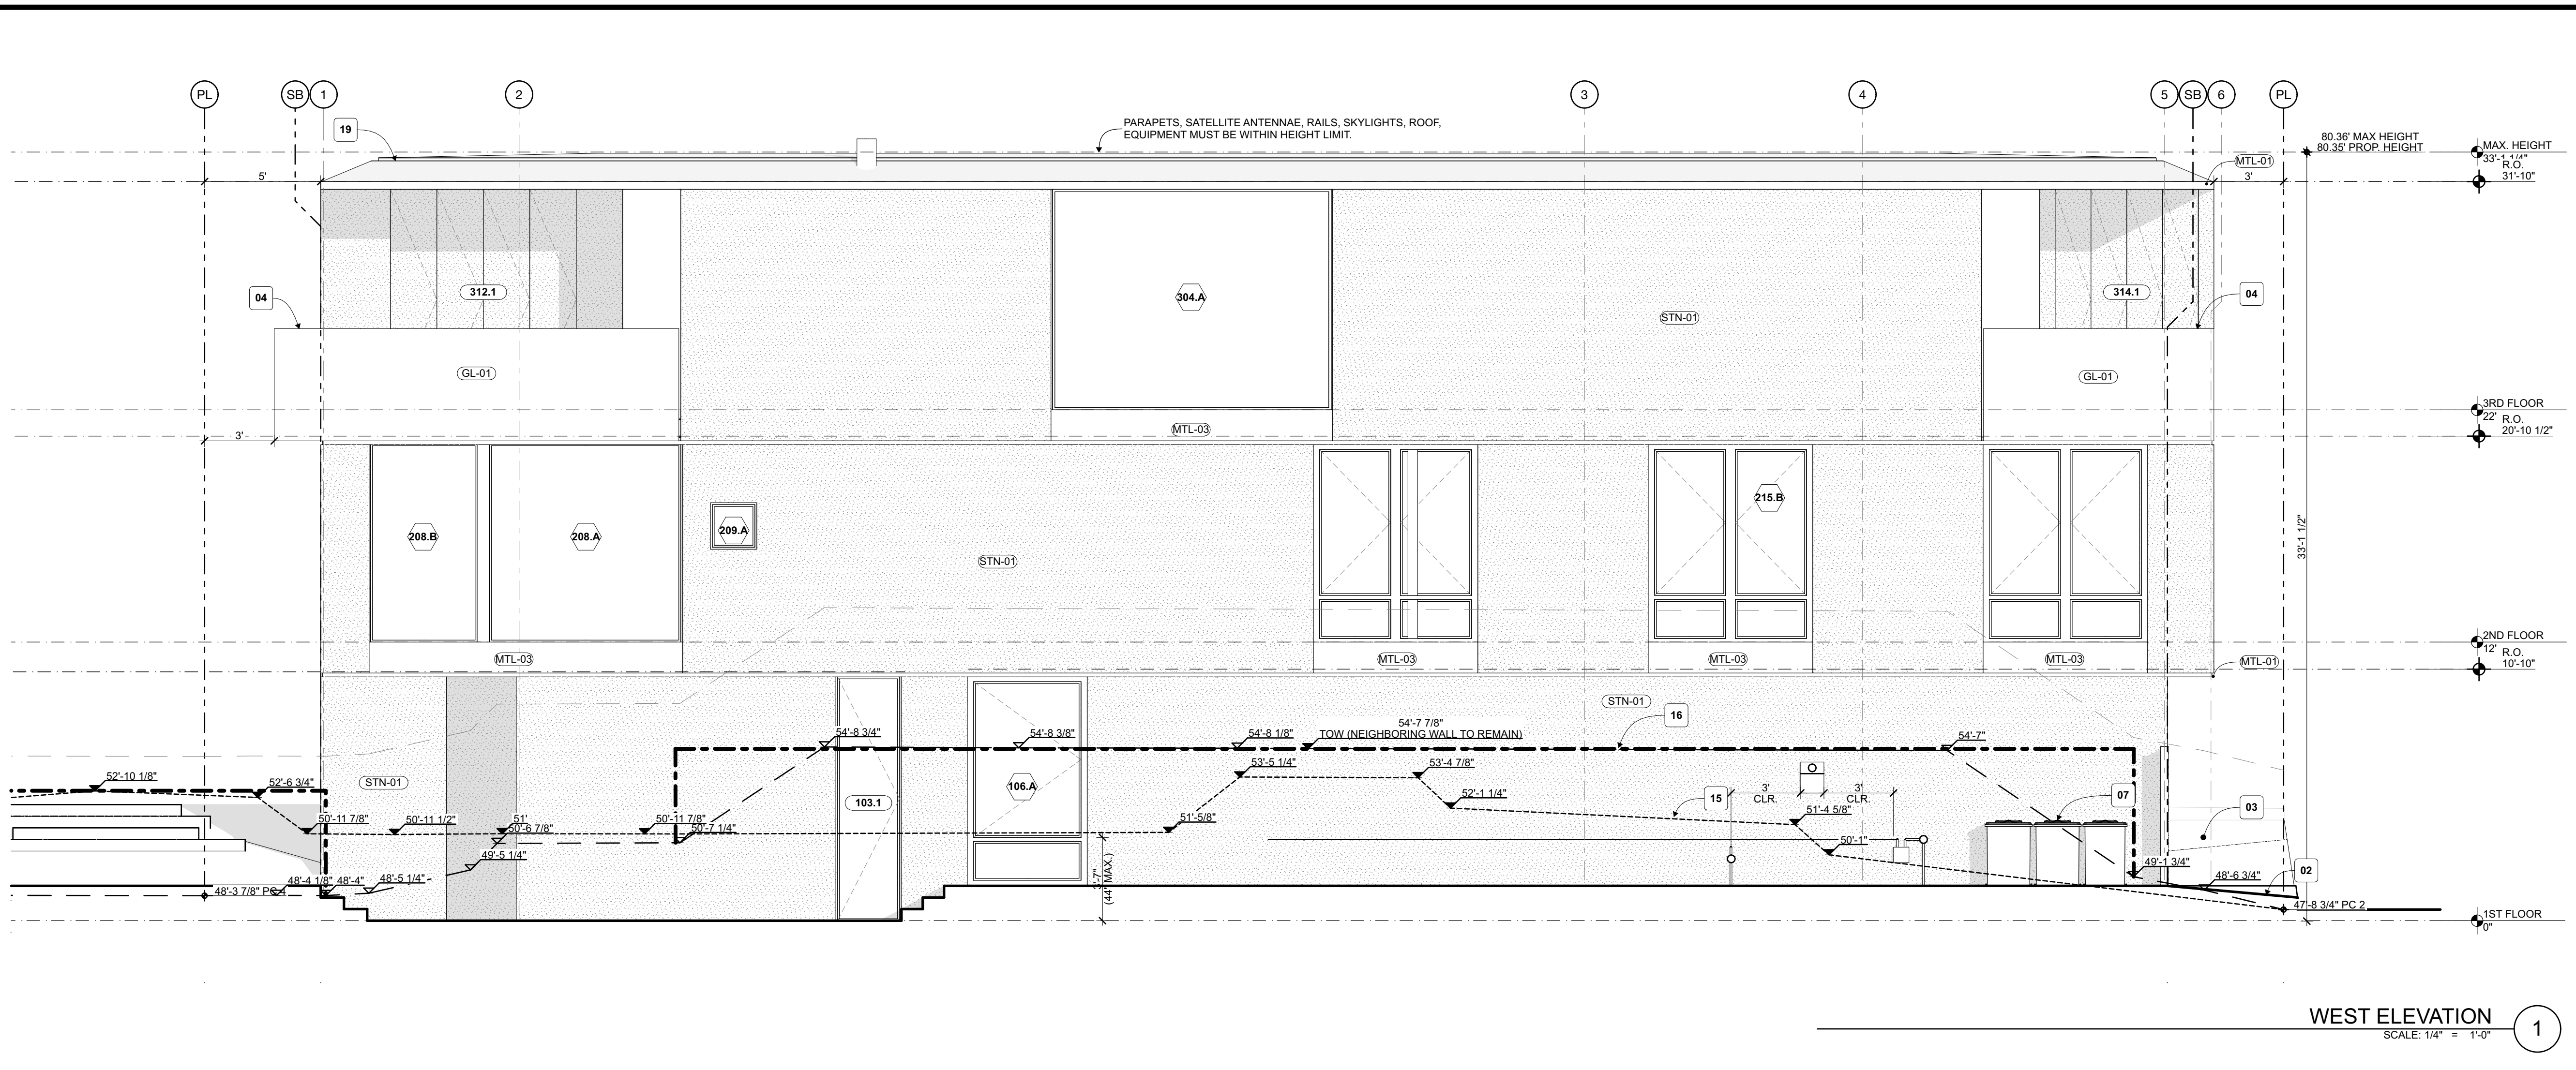 PL
SB
1
2
3
4
5
SB
6
PL
19
PARAPETS, SATELLITE ANTENNAE, RAILS, SKYLIGHTS, ROOF,
EQUIPMENT MUST BE WITHIN HEIGHT LIMIT.
80.36' MAX HEIGHT
80.35' PROP. HEIGHT
MAX. HEIGHT
33'-1 1/4"
R.O.
31'-10"
MTL-01
5'
3'
04
312.1
304.A
STN-01
314.1
04
GL-01
GL-01
3RD FLOOR
22'
R.O.
20'-10 1/2"
3'
MTL-03
208.B
208.A
209.A
215.B
STN-01
33'-1 1/2"
2ND FLOOR
12'
R.O.
10'-10"
MTL-03
MTL-03
MTL-03
MTL-03
MTL-01
STN-01
16
54'-8 3/4"
54'-8 3/8"
54'-8 1/8"
54'-7 7/8"
TOW (NEIGHBORING WALL TO REMAIN)
54'-7"
52'-10 1/8"
52'-6 3/4"
STN-01
53'-5 1/4"
53'-4 7/8"
106.A
103.1
52'-1 1/4"
15
3'
CLR.
3'
CLR.
07
03
50'-11 7/8"
50'-11 1/2"
51'
50'-6 7/8"
50'-11 7/8"
50'-7 1/4"
51'-5/8"
51'-4 5/8"
50'-1"
49'-5 1/4"
49'-1 3/4"
48'-3 7/8" PC 4
48'-4 1/8"
48'-4"
48'-5 1/4"
3'-7"
(44" MAX.)
48'-6 3/4"
02
47'-8 3/4" PC 2
1ST FLOOR
0"
WEST ELEVATION
SCALE: 1/4" = 1'-0"
1